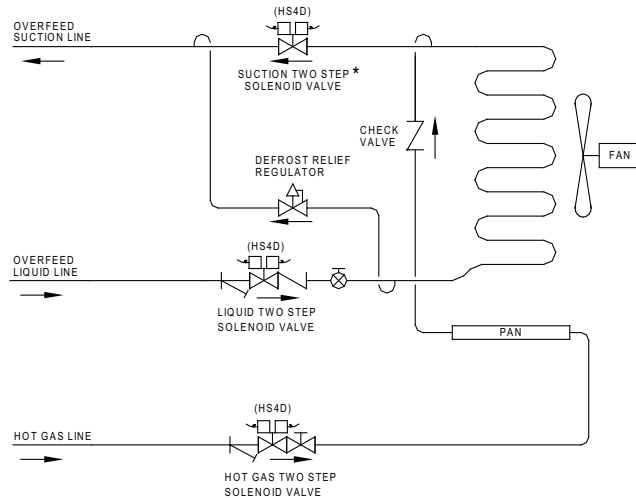 OVERFEED
SUCTION LINE
(HS4D)
SUCTION TWO STEP *
SOLENOID VALVE
CHECK
VALVE
FAN
DEFROST RELIEF
REGULATOR
(HS4D)
OVERFEED
LIQUID LINE
LIQUID TWO STEP
SOLENOID VALVE
PAN
(HS4D)
HOT GAS LINE
HOT GAS TWO STEP
SOLENOID VALVE